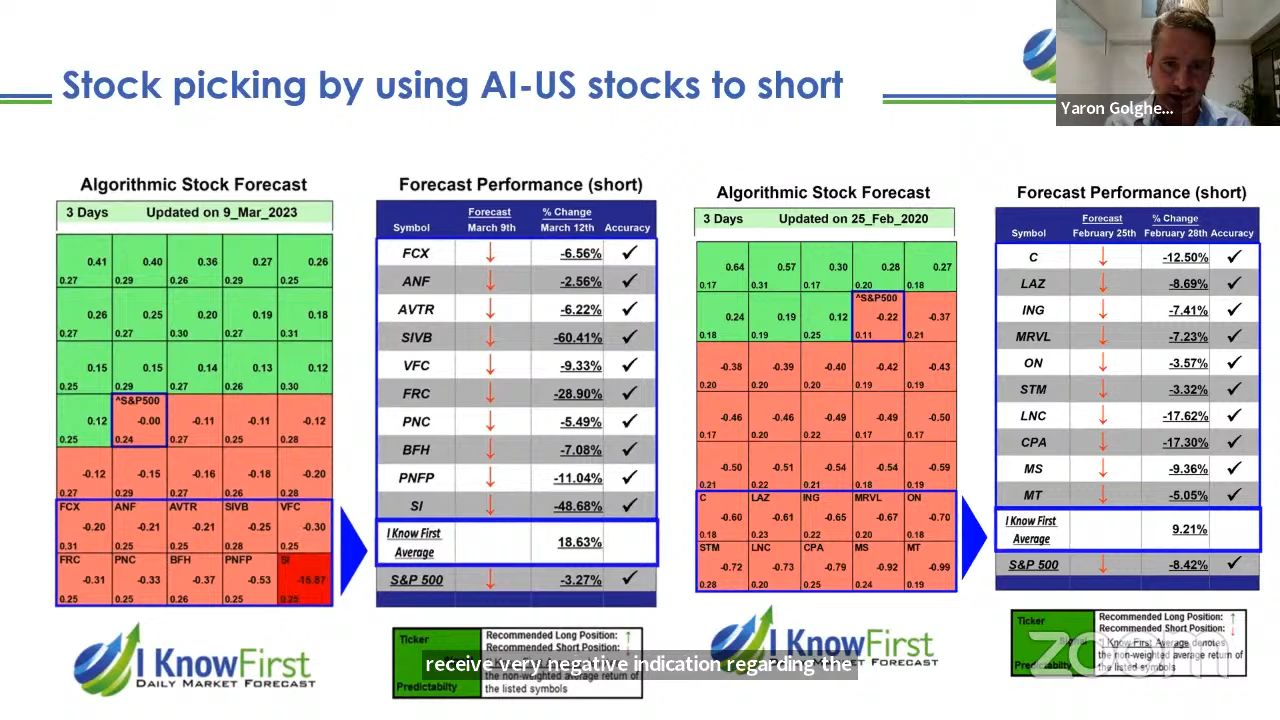 Stock picking by using AI-US stocks to short
Yaron Golghe...
Algorithmic Stock Forecast
3 Days Updated on 9_Mar_2023
0.41 0.40 0.36 0.27 0.26
0.27 0.29 0.26 0.29 0.25
0.26 0.25 0.20 0.19 0.18
0.27 0.27 0.30 0.27 0.31
0.15 0.15 0.14 0.13 0.12
0.25 0.29 0.27 0.26 0.30
^S&P500
0.12 -0.00 -0.11 -0.11 -0.12
0.25 0.24 0.27 0.25 0.28
-0.12 -0.15 -0.16 -0.18 -0.20
0.27 0.29 0.27 0.26 0.28
FCX ANF AVTR SIVB VFC
-0.20 -0.21 -0.21 -0.25 -0.30
0.31 0.25 0.25 0.28 0.25
FRC PNC BFH PNFP SI
-0.31 -0.33 -0.37 -0.53 -15.87
0.25 0.25 0.26 0.25 0.25
Forecast Performance (short)
Forecast % Change
Symbol March 9th March 12th Accuracy
FCX ↓ -6.56% ✓
ANF ↓ -2.56% ✓
AVTR ↓ -6.22% ✓
SIVB ↓ -60.41% ✓
VFC ↓ -9.33% ✓
FRC ↓ -28.90% ✓
PNC ↓ -5.49% ✓
BFH ↓ -7.08% ✓
PNFP ↓ -11.04% ✓
SI ↓ -48.68% ✓
I Know First
Average 18.63%
S&P 500 ↓ -3.27% ✓
Algorithmic Stock Forecast
3 Days Updated on 25_Feb_2020
0.64 0.57 0.30 0.28 0.27
0.17 0.31 0.17 0.20 0.18
^S&P500
0.24 0.19 0.12 -0.22 -0.37
0.18 0.19 0.25 0.11 0.21
-0.38 -0.39 -0.40 -0.42 -0.43
0.20 0.20 0.20 0.19 0.19
-0.46 -0.46 -0.49 -0.49 -0.50
0.17 0.20 0.22 0.17 0.17
-0.50 -0.51 -0.54 -0.54 -0.59
0.21 0.22 0.21 0.18 0.19
C LAZ ING MRVL ON
-0.60 -0.61 -0.65 -0.67 -0.70
0.18 0.23 0.22 0.20 0.18
STM LNC CPA MS MT
-0.72 -0.73 -0.79 -0.92 -0.99
0.28 0.20 0.25 0.24 0.19
Forecast Performance (short)
Forecast % Change
Symbol February 25th February 28th Accuracy
C ↓ -12.50% ✓
LAZ ↓ -8.69% ✓
ING ↓ -7.41% ✓
MRVL ↓ -7.23% ✓
ON ↓ -3.57% ✓
STM ↓ -3.32% ✓
LNC ↓ -17.62% ✓
CPA ↓ -17.30% ✓
MS ↓ -9.36% ✓
MT ↓ -5.05% ✓
I Know First
Average 9.21%
S&P 500 ↓ -8.42% ✓
I KnowFirst
DAILY MARKET FORECAST
Ticker
Predictabilty
Recommended Long Position: ↑
Recommended Short Position:
the non-weighted average return of
the listed symbols
receive very negative indication regarding the
I KnowFirst
DAILY MARKET FORECAST
Ticker
Recommended Long Position: ↑
Recommended Short Position: ↓
I Know First Average denotes
the non-weighted average return of
the listed symbols
zoom